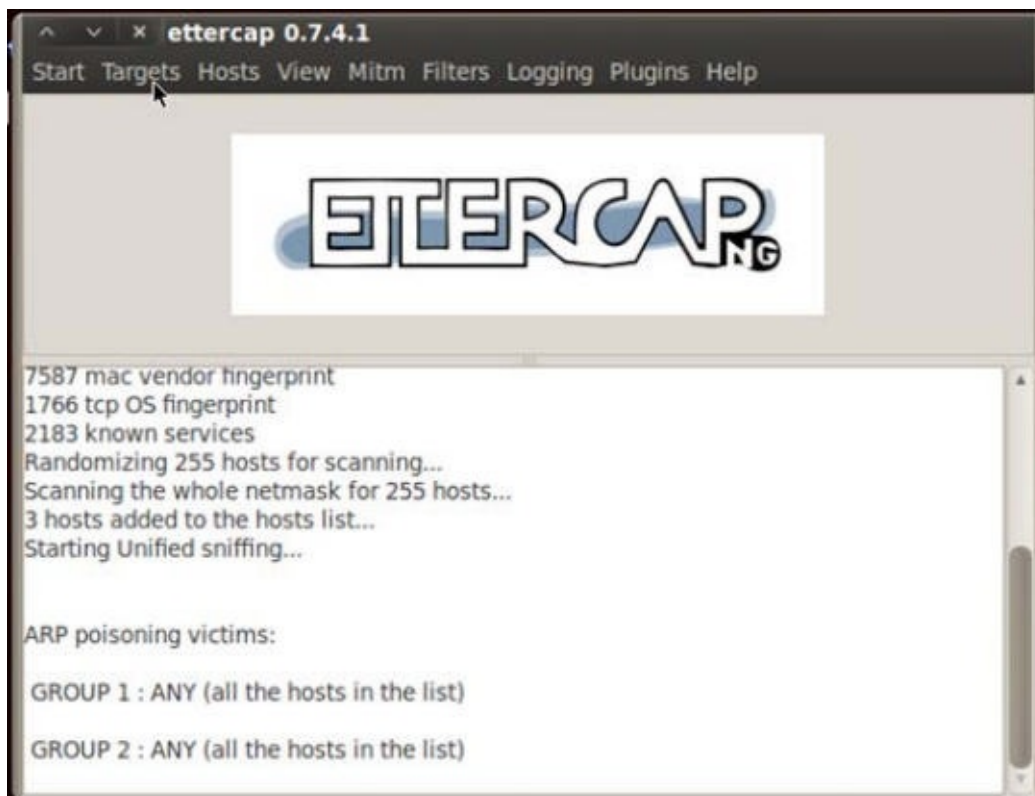 ettercap 0.7.4.1
Start Targets Hosts View Mitm Filters Logging Plugins Help
ETTERCAP
NG
7587 mac vendor fingerprint
1766 tcp OS fingerprint
2183 known services
Randomizing 255 hosts for scanning...
Scanning the whole netmask for 255 hosts...
3 hosts added to the hosts list...
Starting Unified sniffing...
ARP poisoning victims:
GROUP 1 : ANY (all the hosts in the list)
GROUP 2 : ANY (all the hosts in the list)